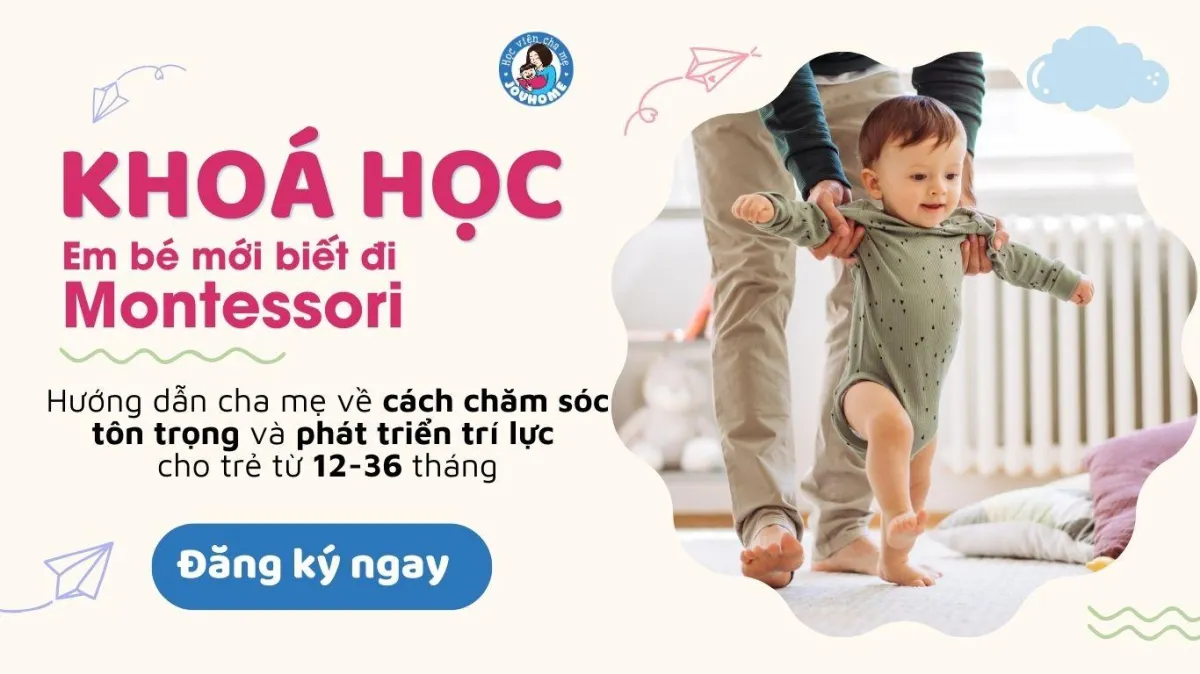 Học viện cha mẹ
JOYHOME
KHOÁ HỌC
Em bé mới biết đi
Montessori
Hướng dẫn cha mẹ về cách chăm sóc
tôn trọng và phát triển trí lực
cho trẻ từ 12-36 tháng
Đăng ký ngay